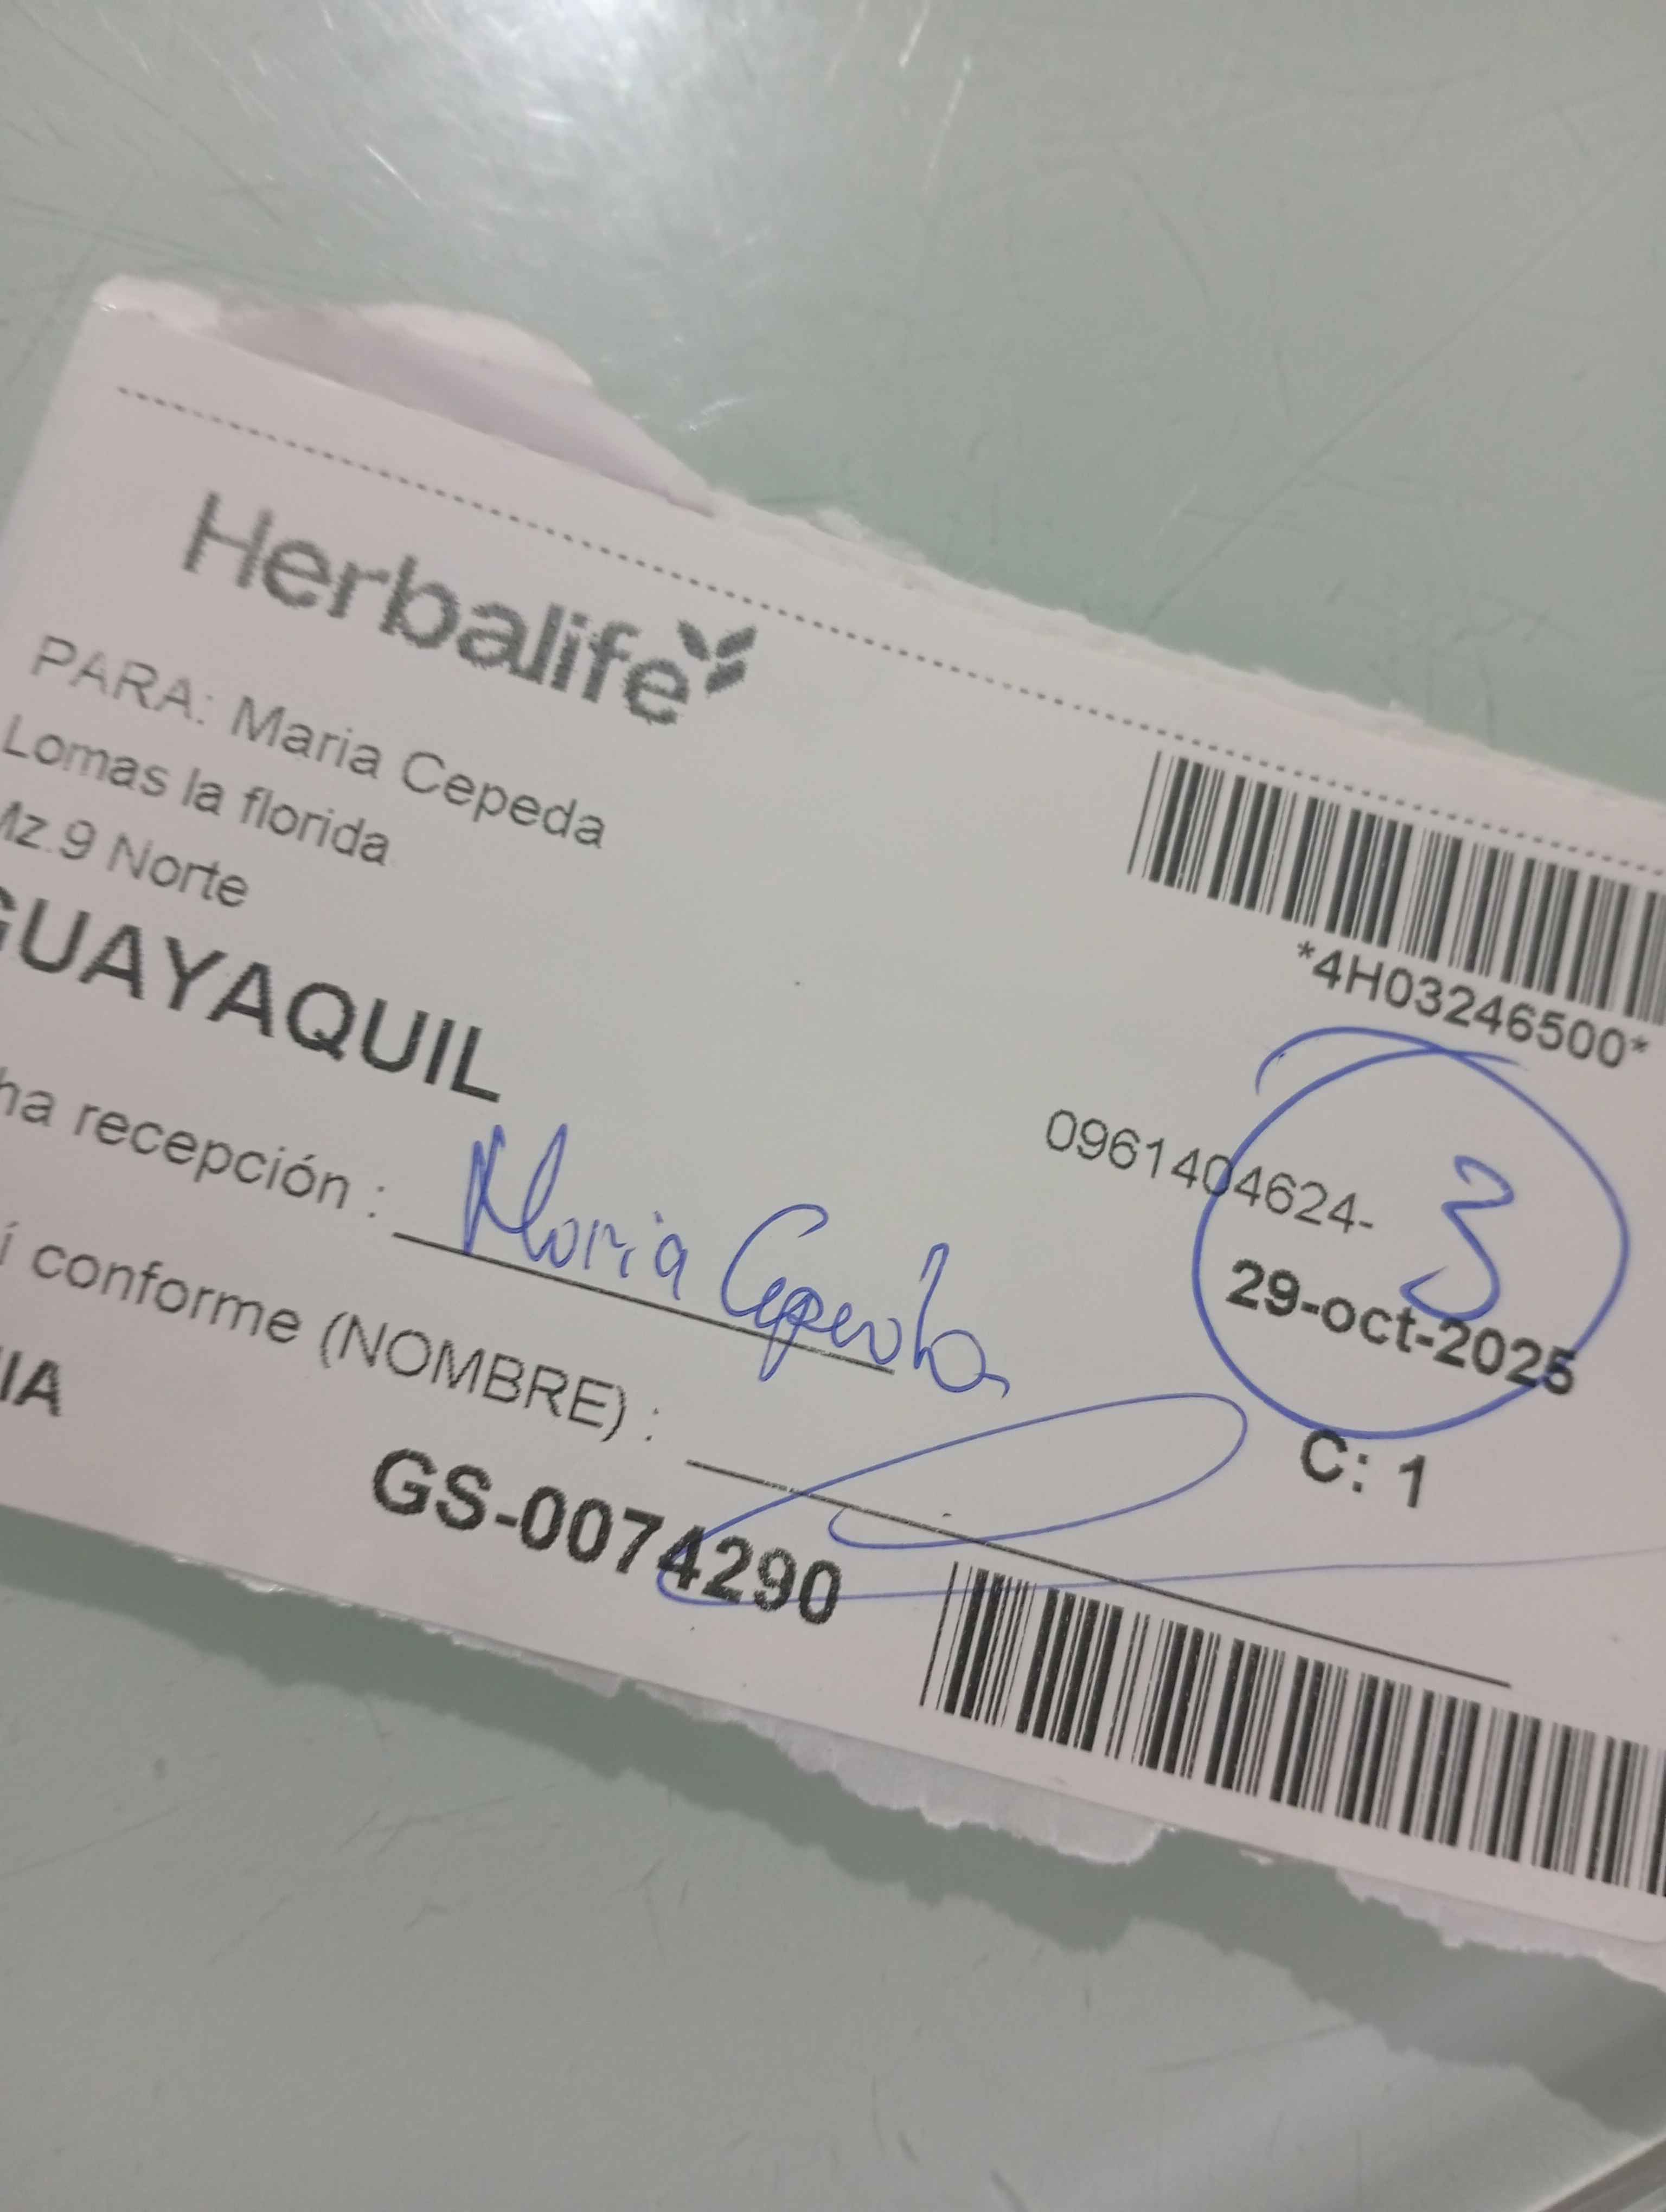 Herbalife
PARA: Maria Cepeda
Lomas la florida
Mz.9 Norte
*4H03246500*
GUAYAQUIL
0961404624-
3
29-oct-2025
ha recepción : Maria Cepeda
í conforme (NOMBRE) :
C: 1
IA
GS-0074290